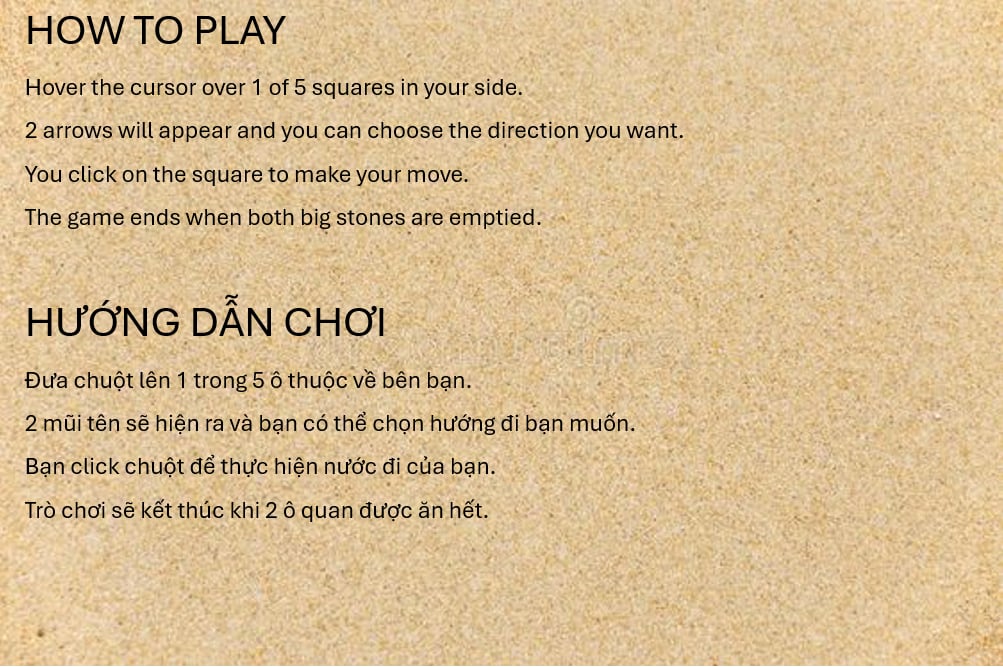 HOW TO PLAY
Hover the cursor over 1 of 5 squares in your side.
2 arrows will appear and you can choose the direction you want.
You click on the square to make your move.
The game ends when both big stones are emptied.
HƯỚNG DẪN CHƠI
Đưa chuột lên 1 trong 5 ô thuộc về bên bạn.
2 mũi tên sẽ hiện ra và bạn có thể chọn hướng đi bạn muốn.
Bạn click chuột để thực hiện nước đi của bạn.
Trò chơi sẽ kết thúc khi 2 ô quan được ăn hết.